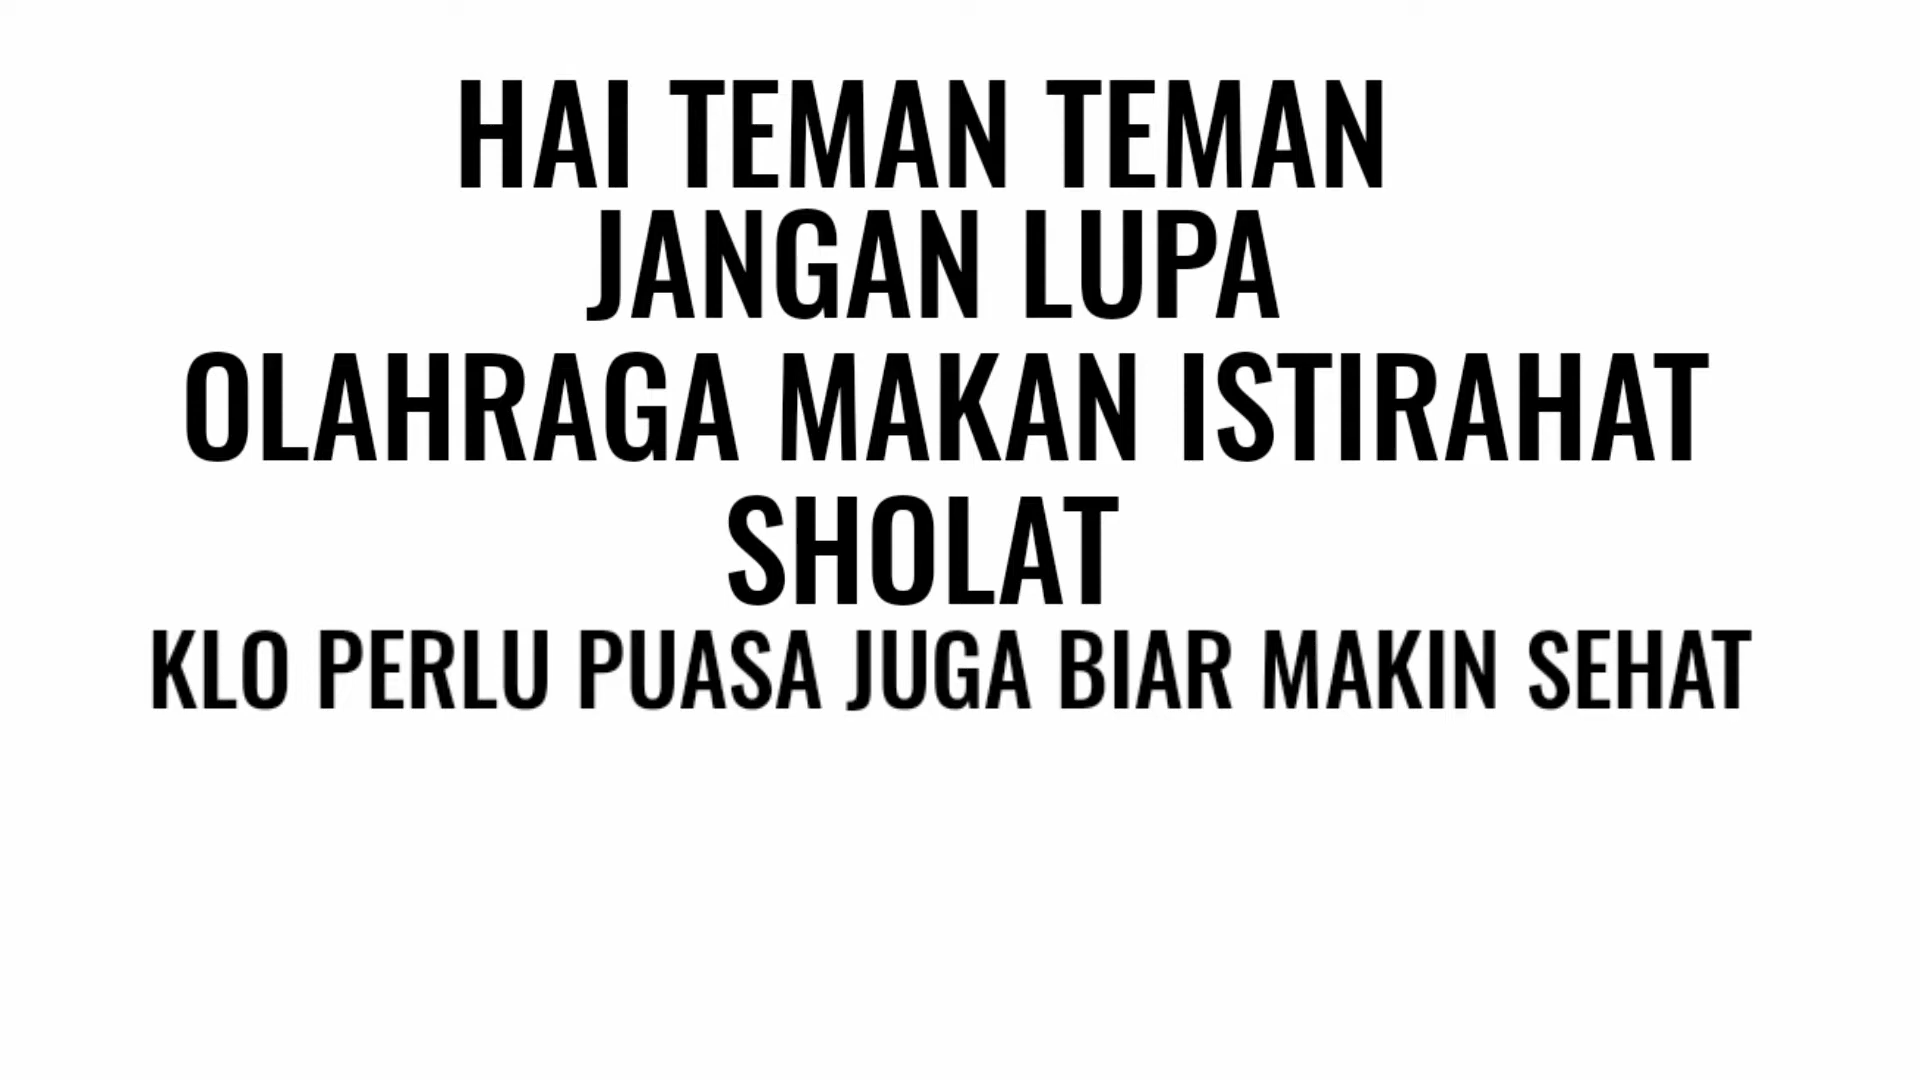 HAI TEMAN TEMAN
JANGAN LUPA
OLAHRAGA MAKAN ISTIRAHAT
SHOLAT
KLO PERLU PUASA JUGA BIAR MAKIN SEHAT